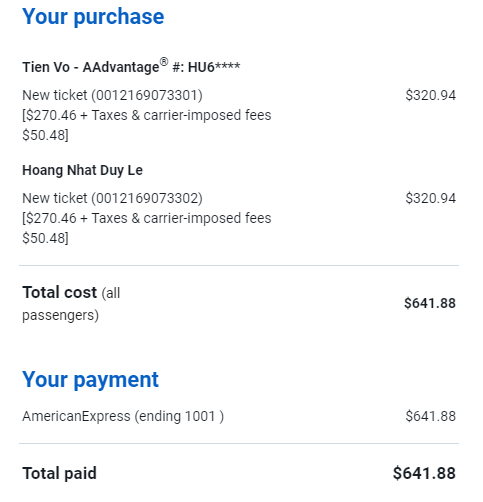 Your purchase
Tien Vo - AAdvantage® #: HU6****
New ticket (0012169073301) $320.94
[$270.46 + Taxes & carrier-imposed fees
$50.48]
Hoang Nhat Duy Le
New ticket (0012169073302) $320.94
[$270.46 + Taxes & carrier-imposed fees
$50.48]
Total cost (all
passengers) $641.88
Your payment
AmericanExpress (ending 1001 ) $641.88
Total paid $641.88